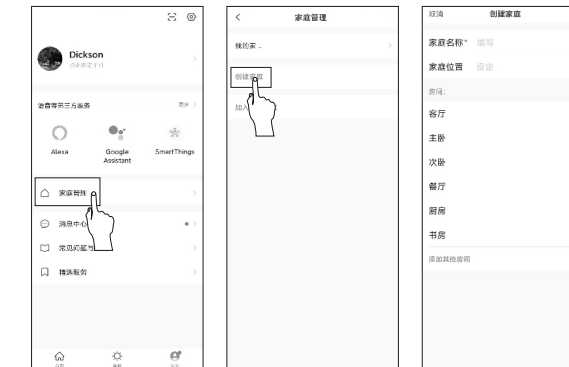 Dickson
语音等第三方服务
更多
Alexa
Google
Assistant
SmartThings
家庭管理
消息中心
常见问题与
精选服务
家庭管理
我的家 ..
创建家庭
加入
取消
创建家庭
家庭名称* 填写
家庭位置 设定
房间:
客厅
主卧
次卧
餐厅
厨房
书房
添加其他房间